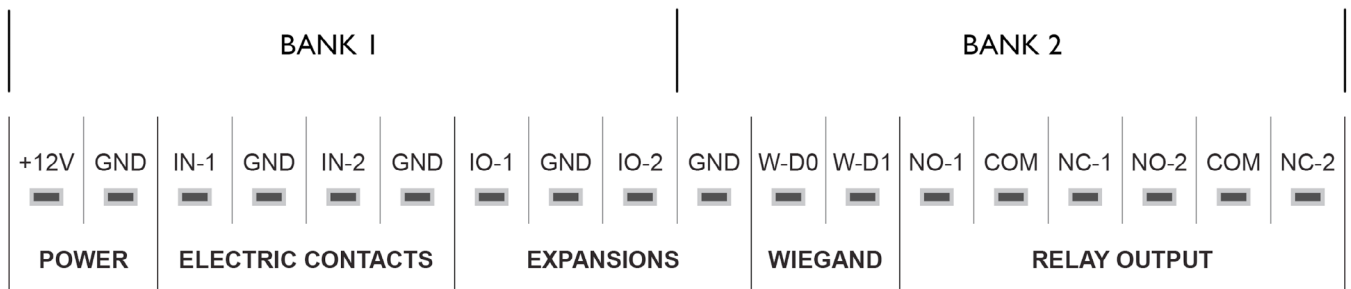 BANK 1 BANK 2
+12V GND IN-1 GND IN-2 GND IO-1 GND IO-2 GND W-D0 W-D1 NO-1 COM NC-1 NO-2 COM NC-2
POWER ELECTRIC CONTACTS EXPANSIONS WIEGAND RELAY OUTPUT